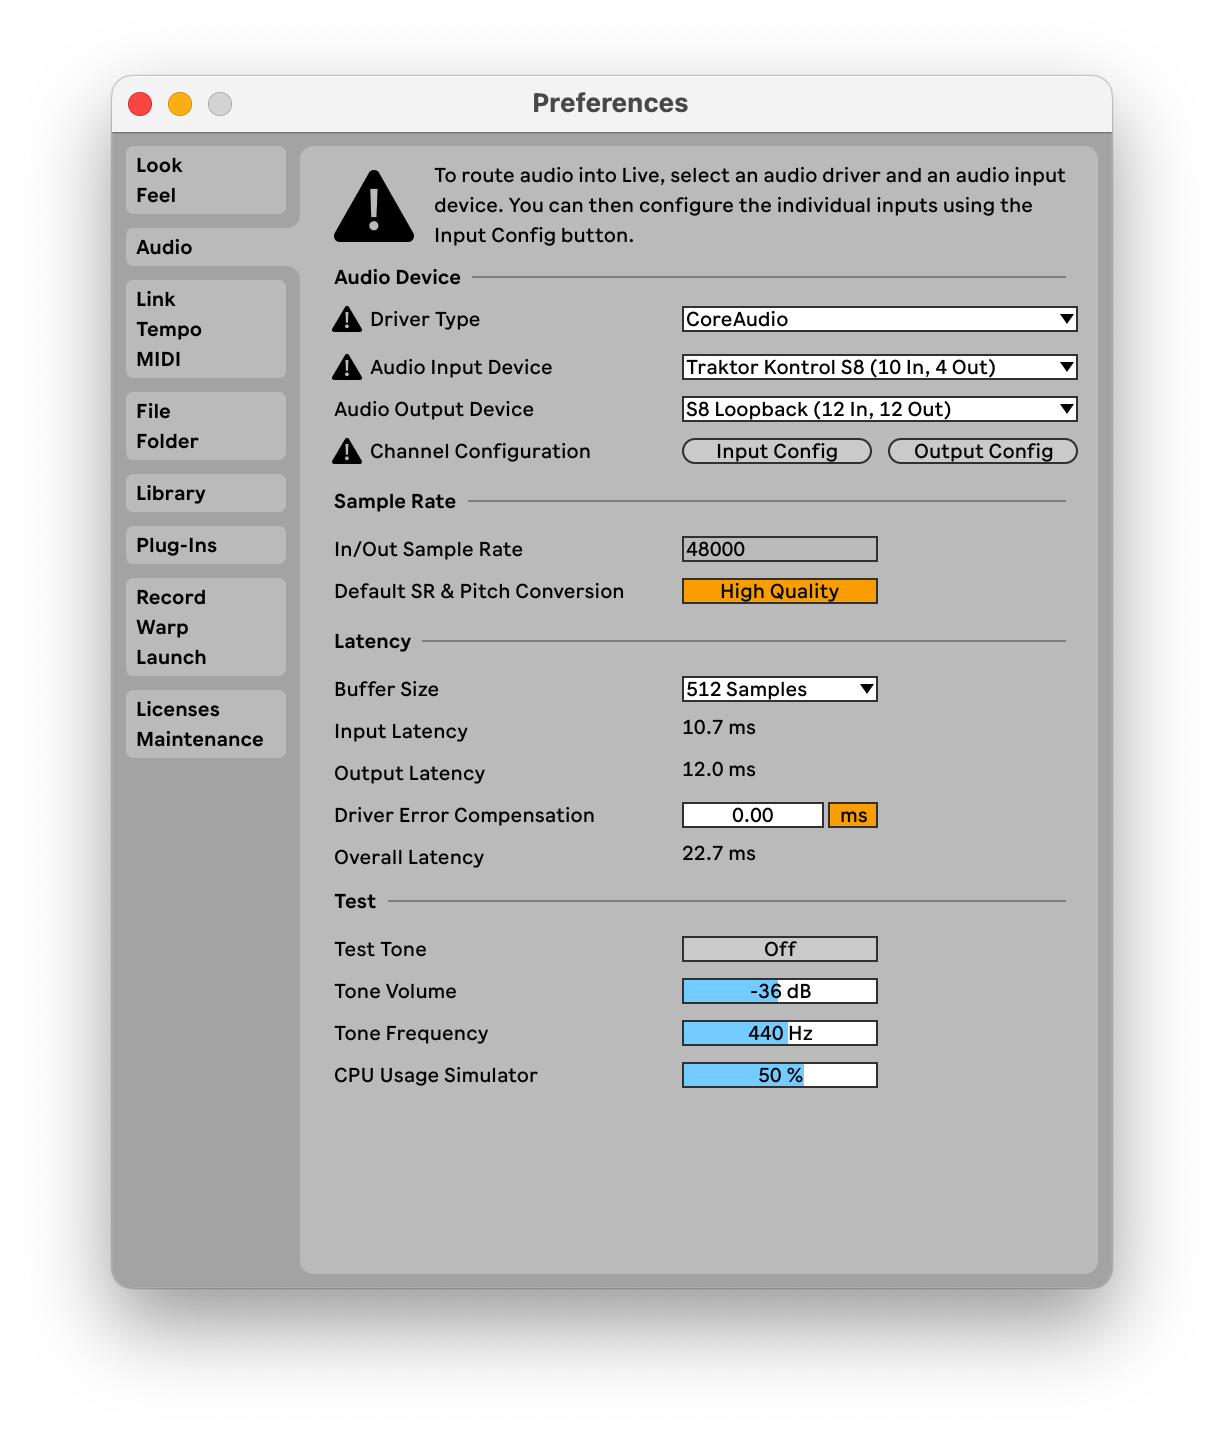 Preferences
Look
Feel
Audio
Link
Tempo
MIDI
File
Folder
Library
Plug-Ins
Record
Warp
Launch
Licenses
Maintenance
To route audio into Live, select an audio driver and an audio input
device. You can then configure the individual inputs using the
Input Config button.
Audio Device
Driver Type CoreAudio
Audio Input Device Traktor Kontrol S8 (10 In, 4 Out)
Audio Output Device S8 Loopback (12 In, 12 Out)
Channel Configuration Input Config Output Config
Sample Rate
In/Out Sample Rate 48000
Default SR & Pitch Conversion High Quality
Latency
Buffer Size 512 Samples
Input Latency 10.7 ms
Output Latency 12.0 ms
Driver Error Compensation 0.00 ms
Overall Latency 22.7 ms
Test
Test Tone Off
Tone Volume -36 dB
Tone Frequency 440 Hz
CPU Usage Simulator 50 %